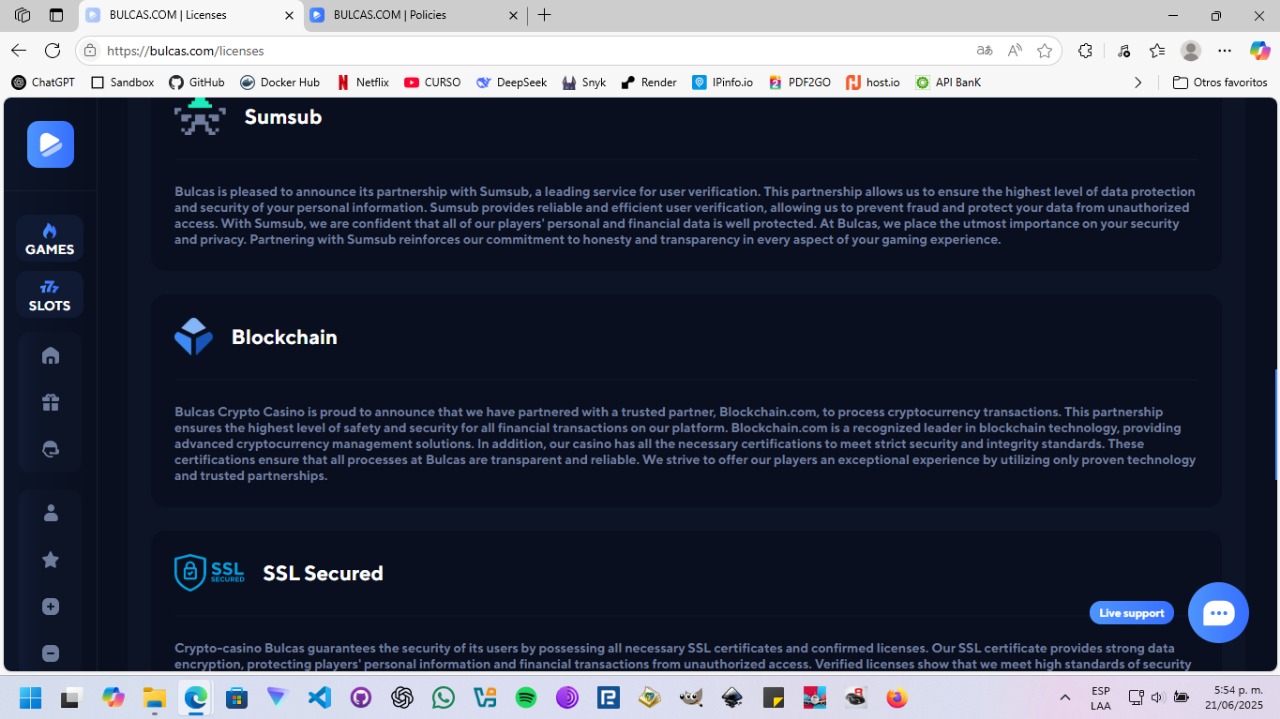 BULCAS.COM | Licenses
BULCAS.COM | Policies
https://bulcas.com/licenses
ChatGPT
Sandbox
GitHub
Docker Hub
Netflix
CURSO
DeepSeek
Snyk
Render
IPinfo.io
PDF2GO
host.io
API BanK
Otros favoritos
GAMES
SLOTS
Sumsub
Bulcas is pleased to announce its partnership with Sumsub, a leading service for user verification. This partnership allows us to ensure the highest level of data protection
and security of your personal information. Sumsub provides reliable and efficient user verification, allowing us to prevent fraud and protect your data from unauthorized
access. With Sumsub, we are confident that all of our players' personal and financial data is well protected. At Bulcas, we place the utmost importance on your security
and privacy. Partnering with Sumsub reinforces our commitment to honesty and transparency in every aspect of your gaming experience.
Blockchain
Bulcas Crypto Casino is proud to announce that we have partnered with a trusted partner, Blockchain.com, to process cryptocurrency transactions. This partnership
ensures the highest level of safety and security for all financial transactions on our platform. Blockchain.com is a recognized leader in blockchain technology, providing
advanced cryptocurrency management solutions. In addition, our casino has all the necessary certifications to meet strict security and integrity standards. These
certifications ensure that all processes at Bulcas are transparent and reliable. We strive to offer our players an exceptional experience by utilizing only proven technology
and trusted partnerships.
SSL
SECURED
SSL Secured
Live support
Crypto-casino Bulcas guarantees the security of its users by possessing all necessary SSL certificates and confirmed licenses. Our SSL certificate provides strong data
encryption, protecting players' personal information and financial transactions from unauthorized access. Verified licenses show that we meet high standards of security
ESP
LAA
5:54 p. m.
21/06/2025